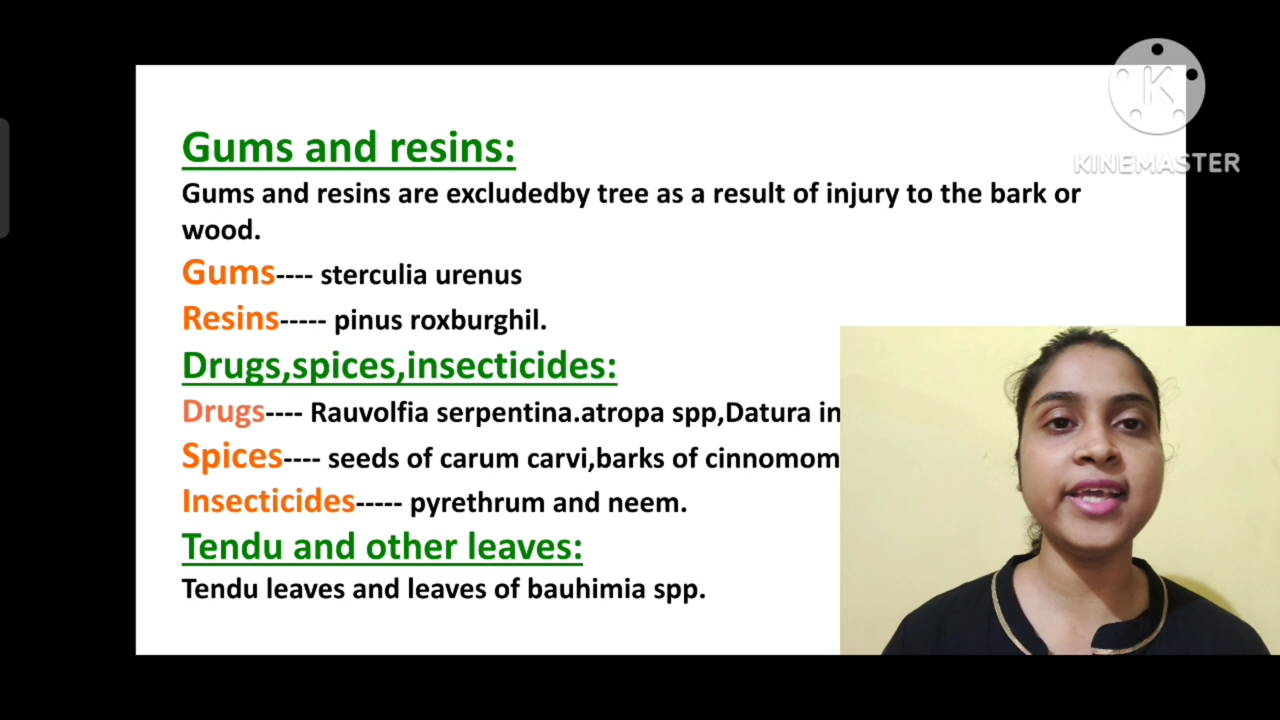 Gums and resins:
Gums and resins are excludedby tree as a result of injury to the bark or
wood.
Gums---- sterculia urenus
Resins----- pinus roxburghil.
Drugs,spices,insecticides:
Drugs---- Rauvolfia serpentina.atropa spp,Datura in
Spices---- seeds of carum carvi,barks of cinnomom
Insecticides----- pyrethrum and neem.
Tendu and other leaves:
Tendu leaves and leaves of bauhimia spp.
KINEMASTER